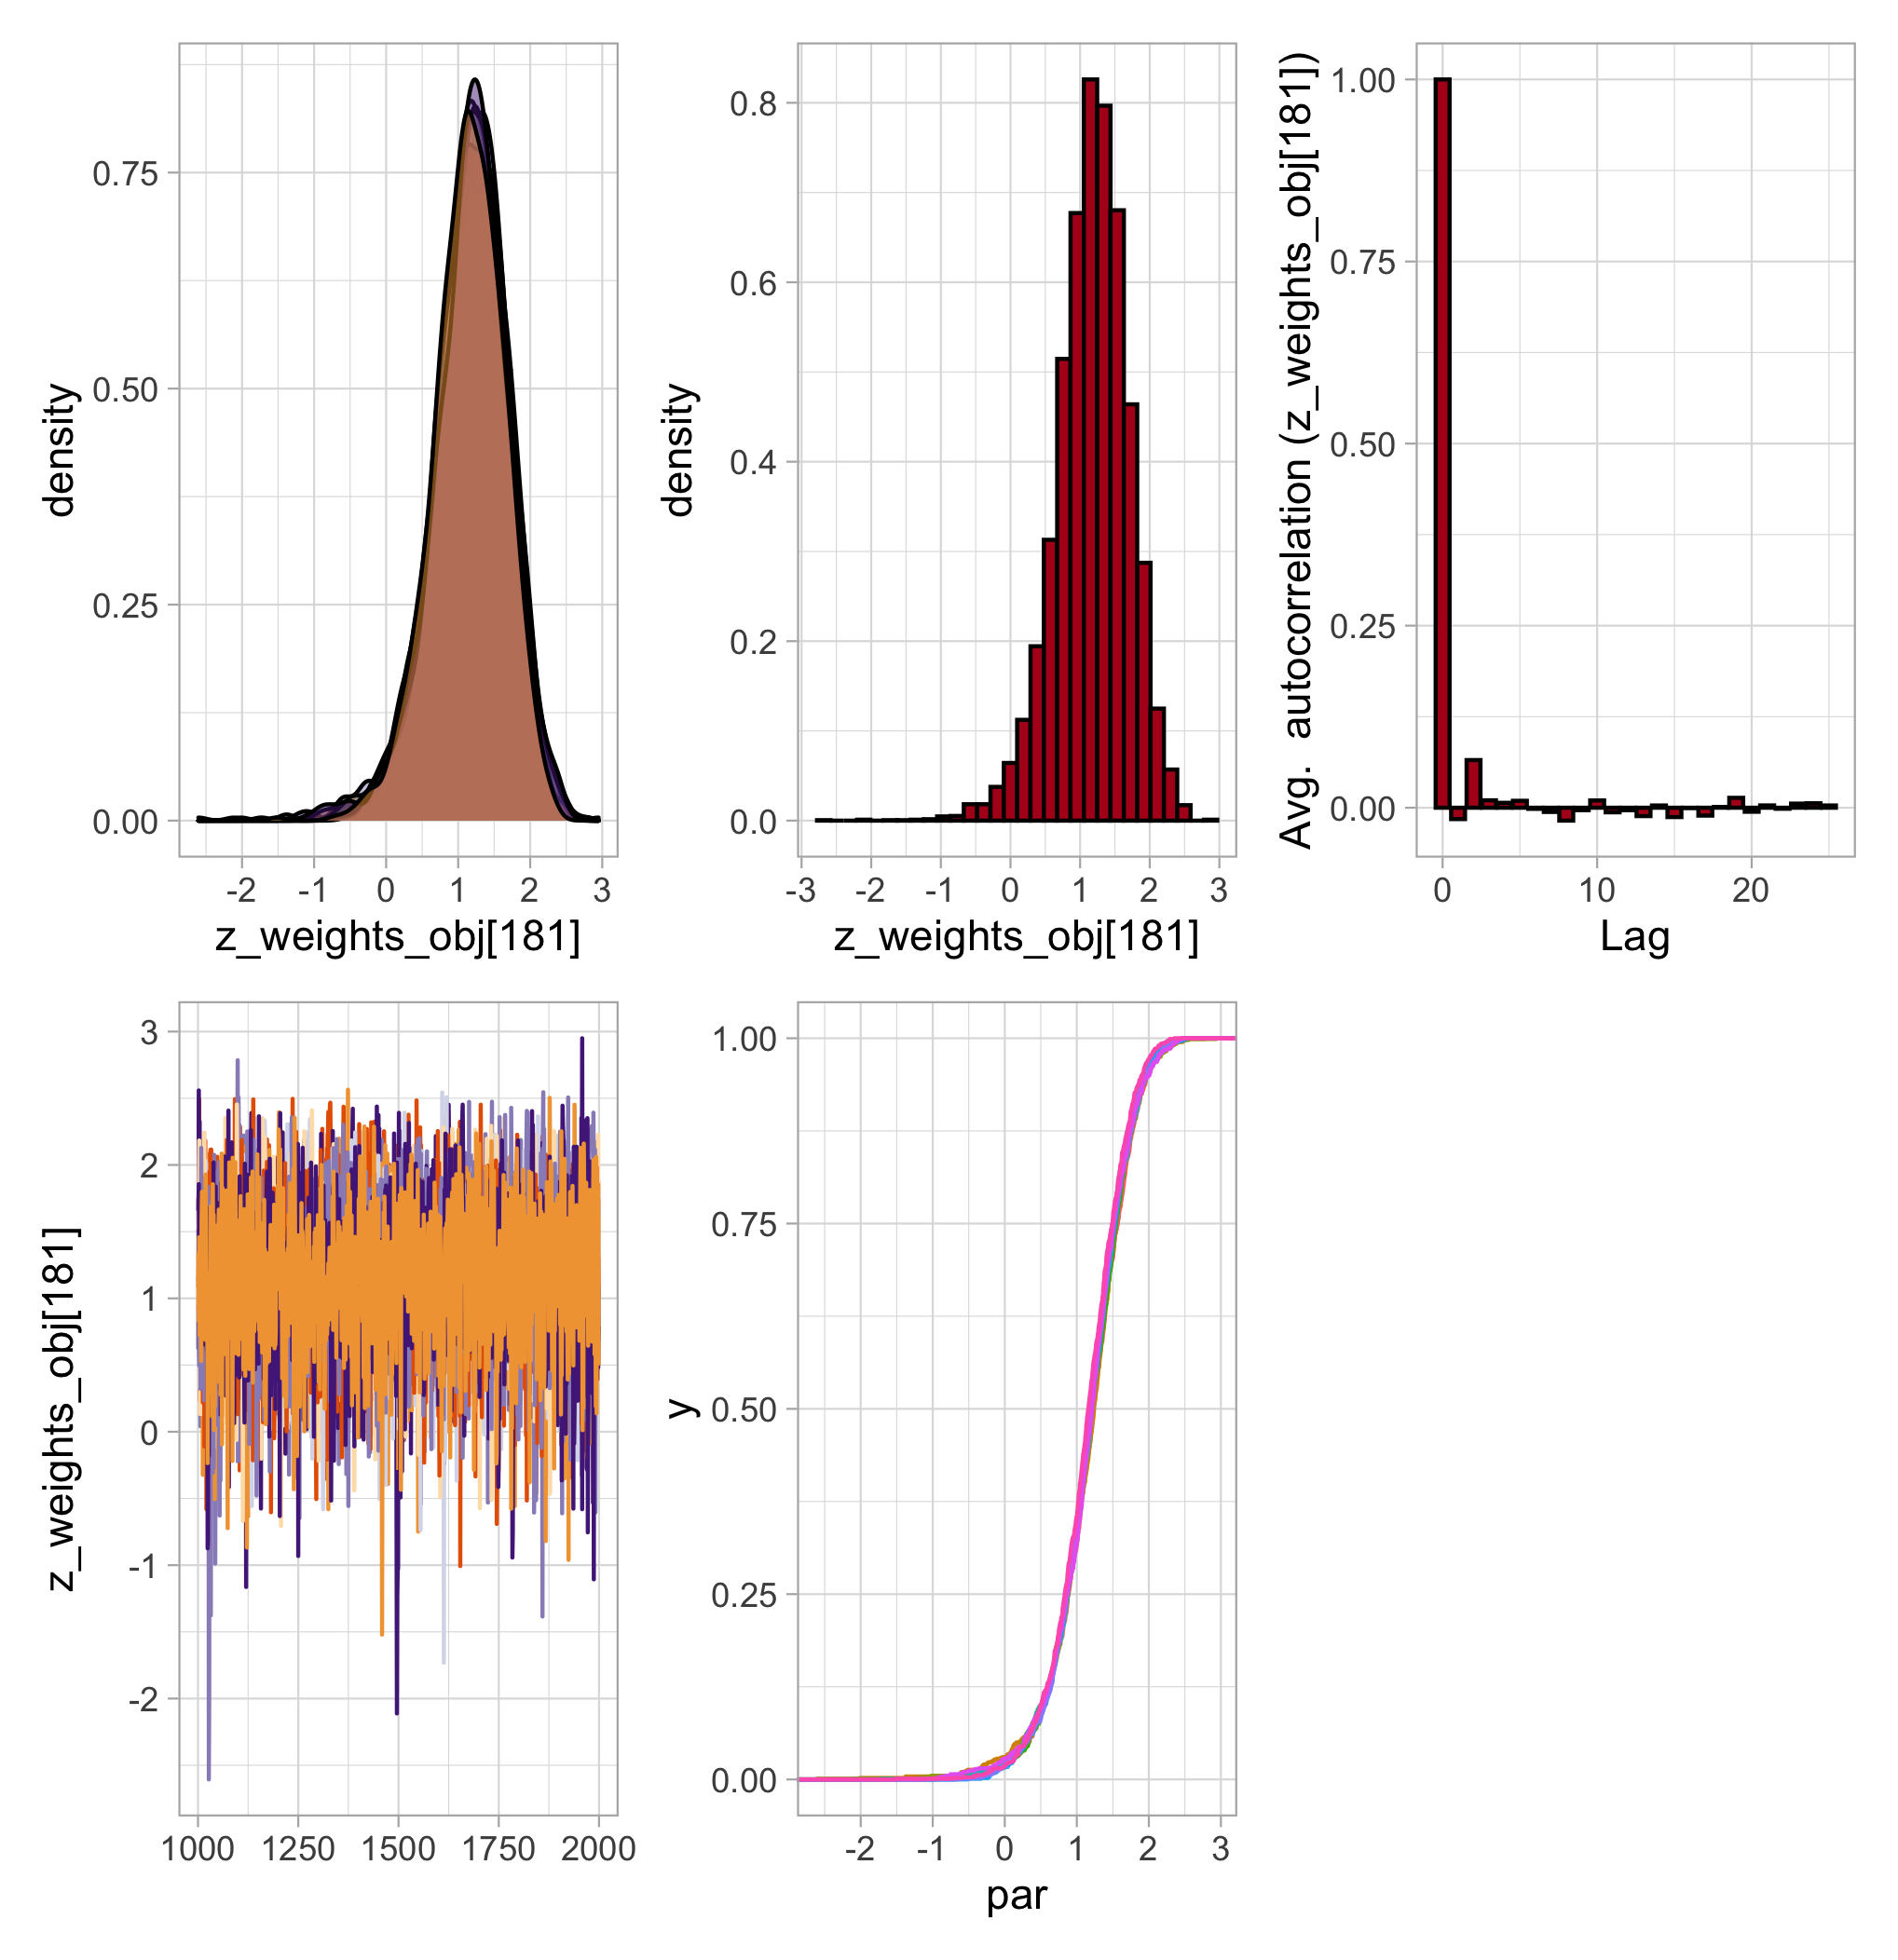 density
0.75
0.50
0.25
0.00
-2 -1 0 1 2 3
z_weights_obj[181]
density
0.8
0.6
0.4
0.2
0.0
-3 -2 -1 0 1 2 3
z_weights_obj[181]
Avg. autocorrelation (z_weights_obj[181])
1.00
0.75
0.50
0.25
0.00
0 10 20
Lag
z_weights_obj[181]
3
2
1
0
-1
-2
1000 1250 1500 1750 2000
y
1.00
0.75
0.50
0.25
0.00
-2 -1 0 1 2 3
par